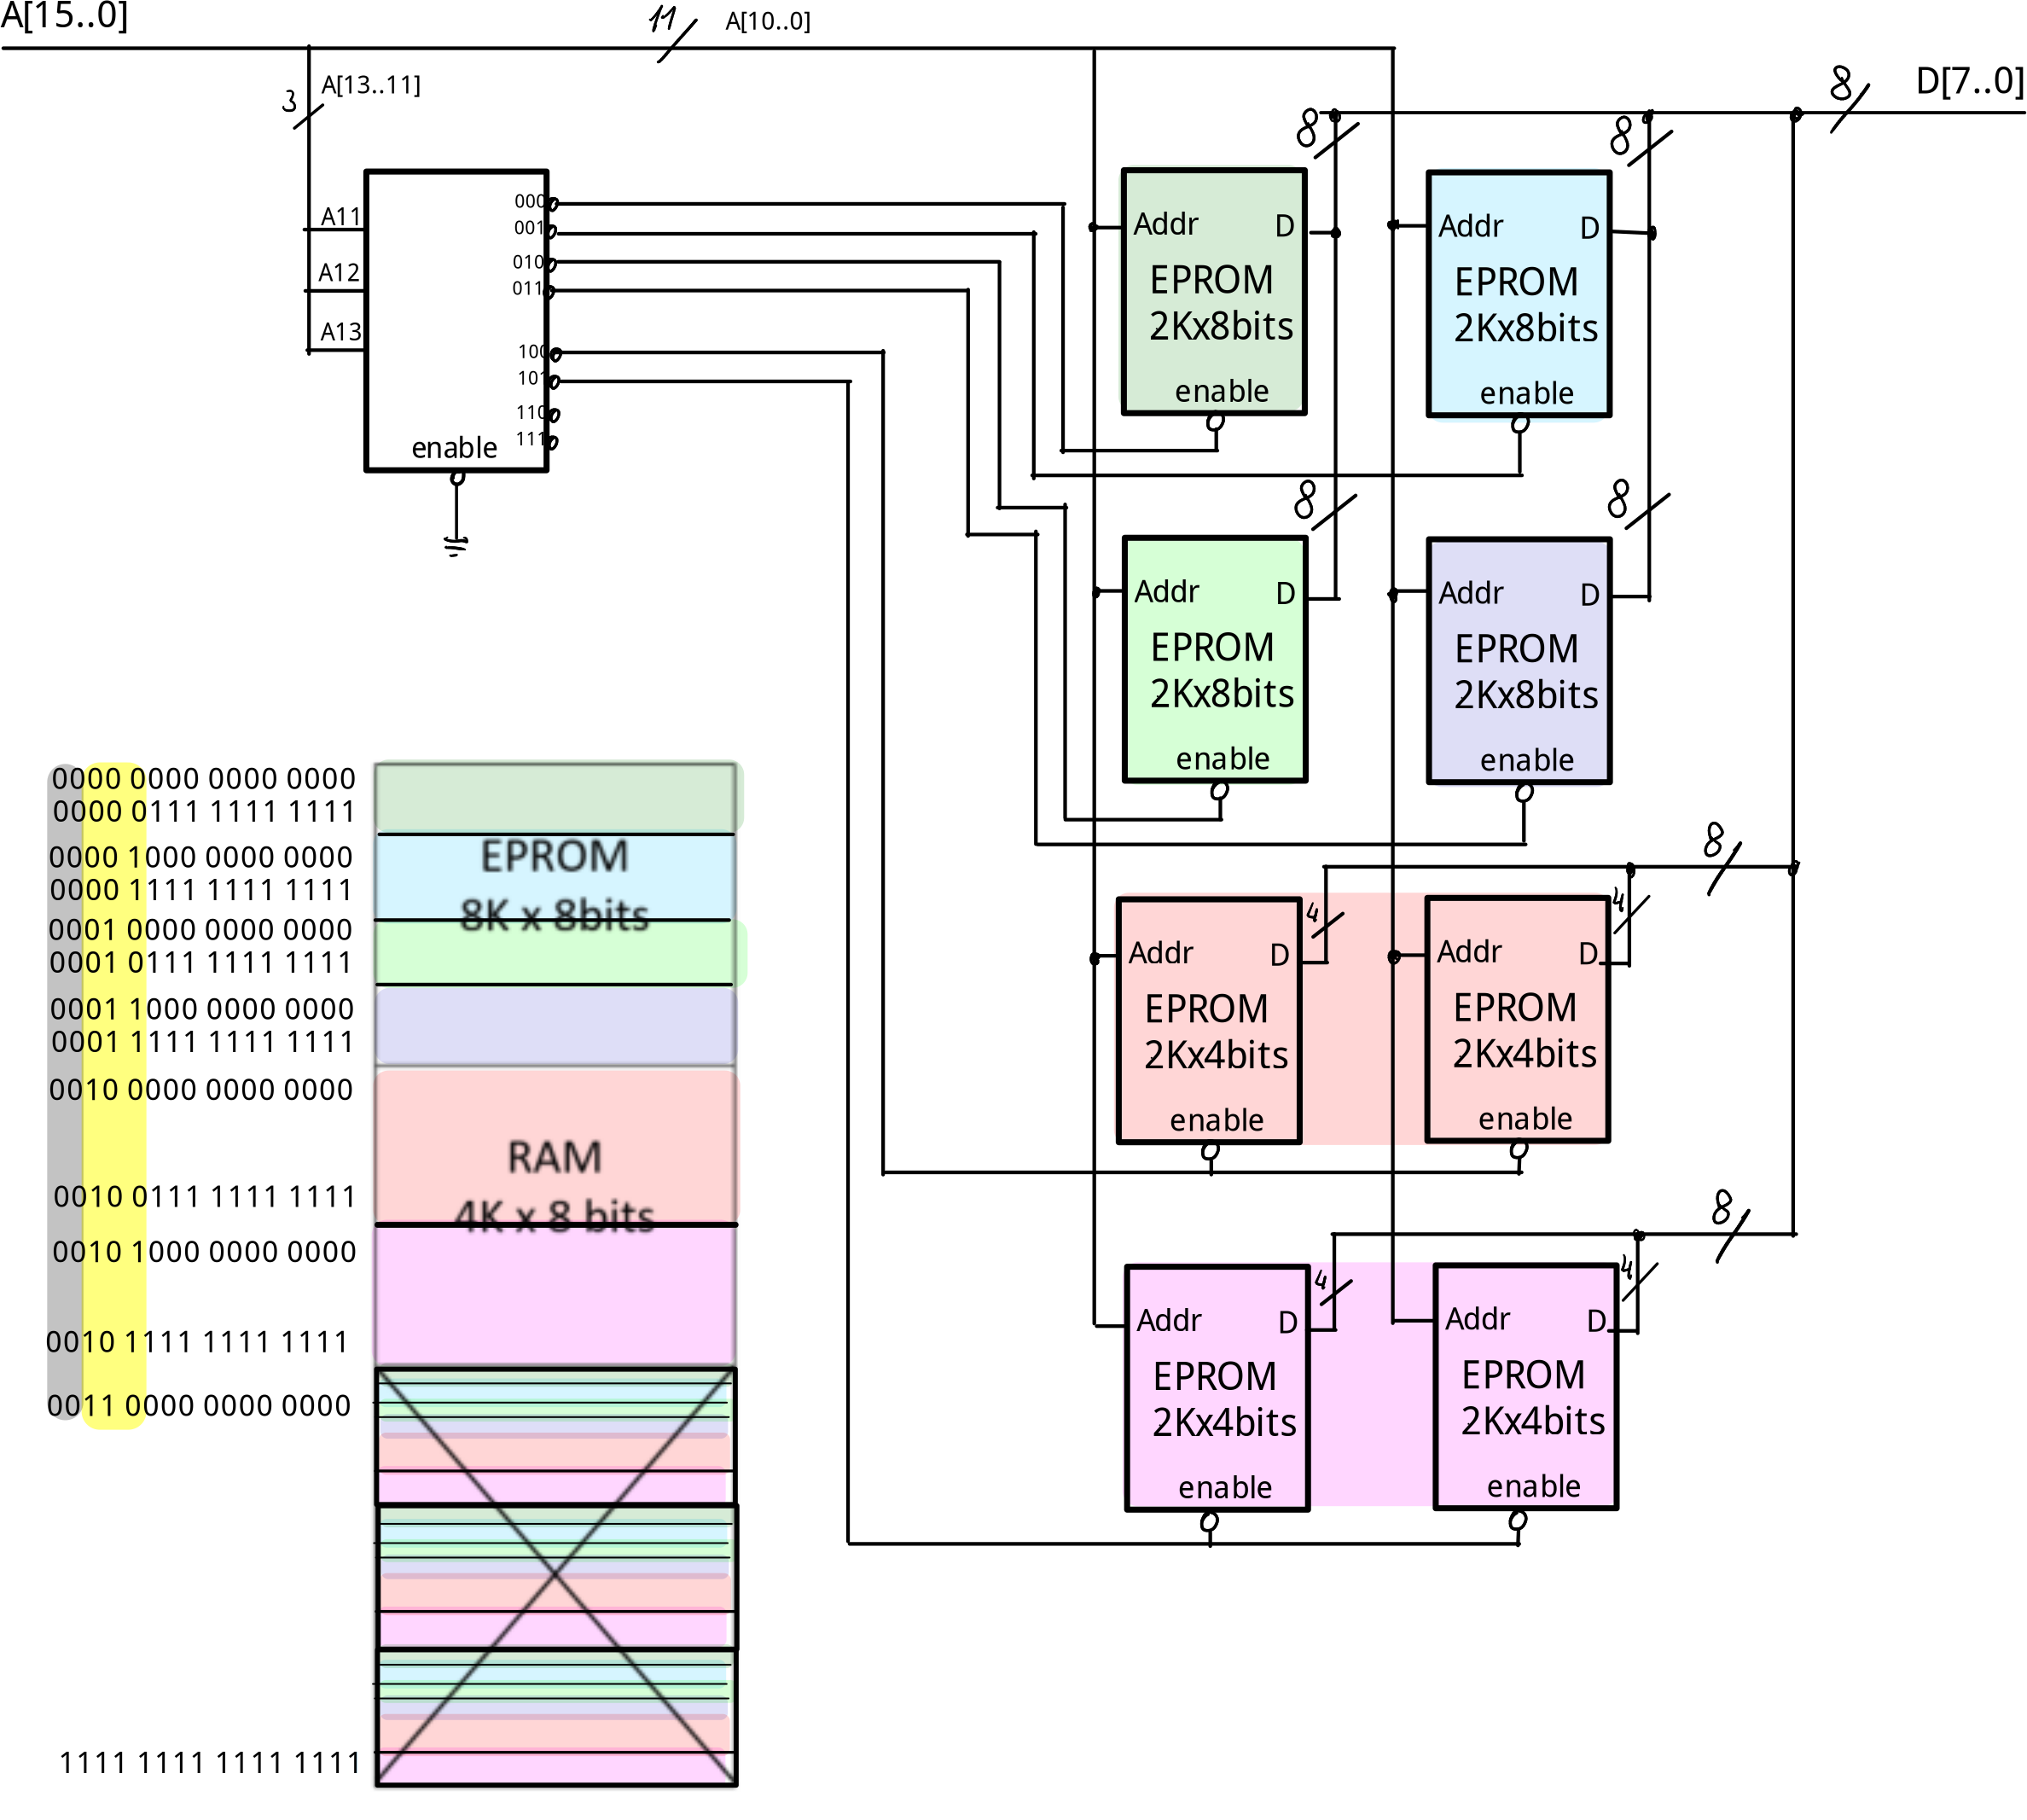 A[15..0]
11
A[10..0]
3
A[13..11]
8
D[7..0]
A11
A12
A13
000
001
010
011
100
101
110
111
enable
8
8
Addr D
EPROM
2Kx8bits
enable
Addr D
EPROM
2Kx8bits
enable
8
8
Addr D
EPROM
2Kx8bits
enable
Addr D
EPROM
2Kx8bits
enable
8
4
4
Addr D
EPROM
2Kx4bits
enable
Addr D
EPROM
2Kx4bits
enable
8
4
4
Addr D
EPROM
2Kx4bits
enable
Addr D
EPROM
2Kx4bits
enable
0000 0000 0000 0000
0000 0111 1111 1111
0000 1000 0000 0000
0000 1111 1111 1111
0001 0000 0000 0000
0001 0111 1111 1111
0001 1000 0000 0000
0001 1111 1111 1111
0010 0000 0000 0000
0010 0111 1111 1111
0010 1000 0000 0000
0010 1111 1111 1111
0011 0000 0000 0000
1111 1111 1111 1111
EPROM
8K x 8bits
RAM
4K x 8 bits